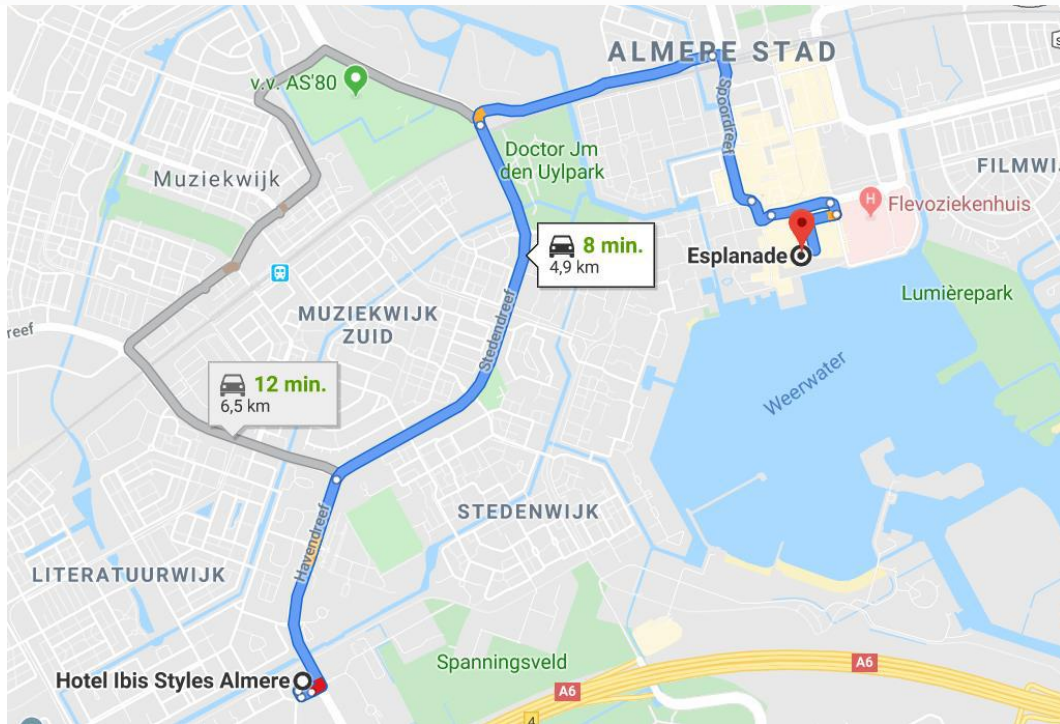 ALMERE STAD
v.v. AS'80
Spoordreef
Doctor Jm
den Uylpark
FILMWIJ
Muziekwijk
H
Flevoziekenhuis
8 min.
4,9 km
Esplanade
Lumièrepark
reef
MUZIEKWIJK
ZUID
Stedendreef
Weerwater
12 min.
6,5 km
STEDENWIJK
Havendreef
LITERATUURWIJK
Spanningsveld
A6
Hotel Ibis Styles Almere
A6
4